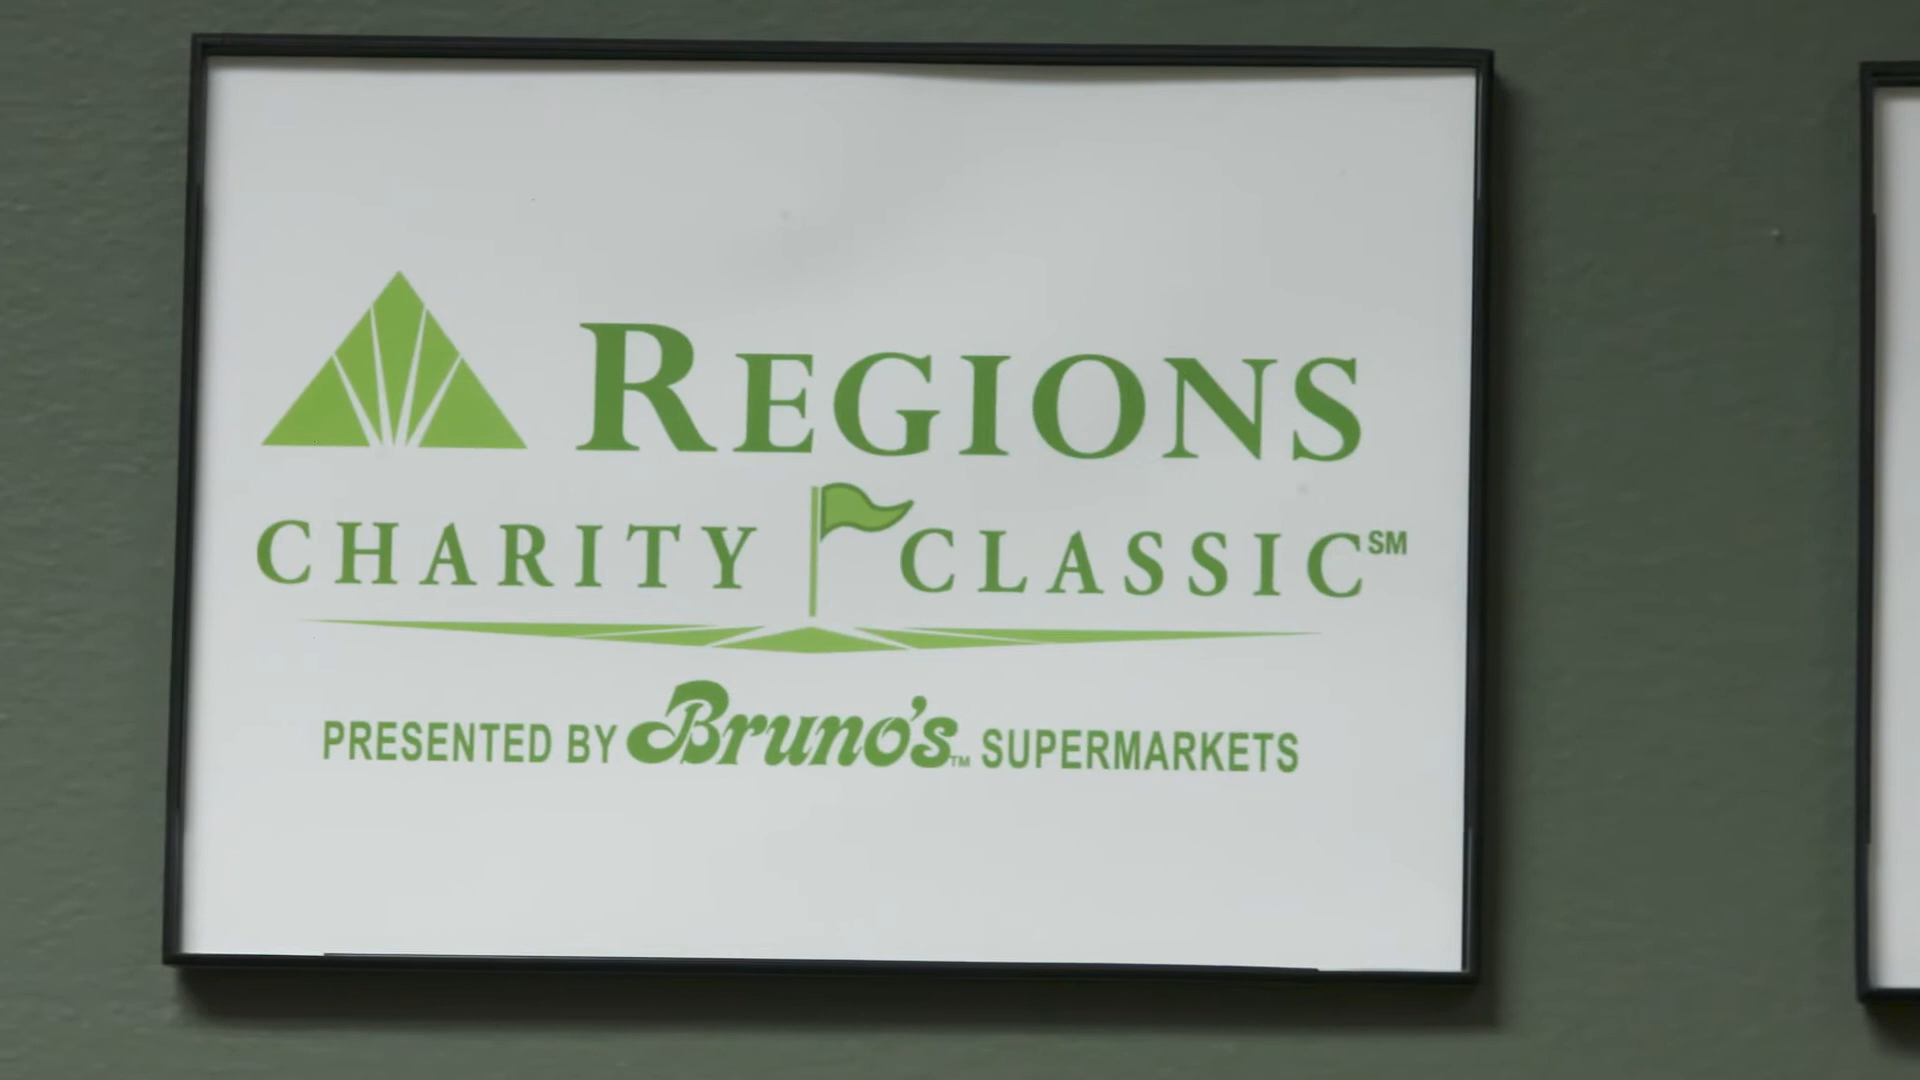 REGIONS
CHARITY CLASSIC℠
PRESENTED BY Bruno's™ SUPERMARKETS